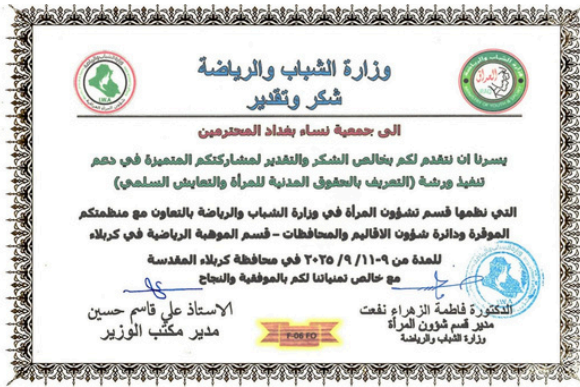 وزارة الشباب والرياضة
شكر وتقدير
الى جمعية نساء بغداد المحترمين
يسرنا ان نتقدم لكم بخالص الشكر والتقدير لمشاركتكم المتميزة في دعم
تنفيذ ورشة (التعريف بالحقوق المدنية للمرأة والتعايش السلمي)
التي نظمها قسم تشؤون المرأة في وزارة الشباب والرياضة بالتعاون مع منظمتكم
الموقرة ودائرة شؤون الاقاليم والمحافظات - قسم الموهبة الرياضية في كربلاء
للمدة من ٩-١١/ ٩/ ٢٠٢٥ في محافظة كربلاء المقدسة
مع خالص تمنياتنا لكم بالموفقية والنجاح
الدكتورة فاطمة الزهراء نفعت
مدير قسم شؤون المرأة
وزارة الشباب والرياضة
الاستاذ علي قاسم حسين
مدير مكتب الوزير
F-06 FO